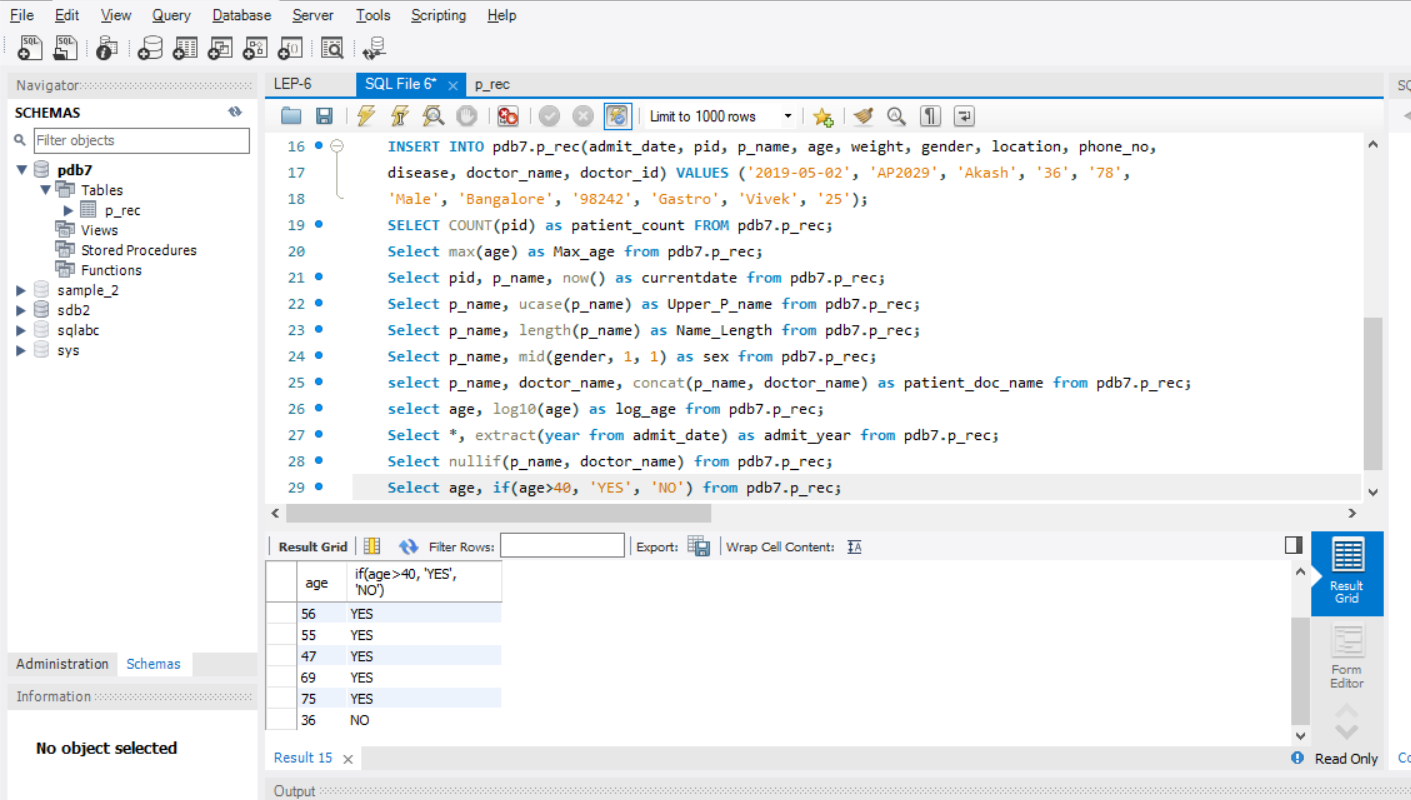 File Edit View Query Database Server Tools Scripting Help
Navigator
SCHEMAS
Filter objects
pdb7
Tables
p_rec
Views
Stored Procedures
Functions
sample_2
sdb2
sqlabc
sys
Administration Schemas
Information
No object selected
LEP-6 SQL File 6* p_rec
Limit to 1000 rows
16 INSERT INTO pdb7.p_rec(admit_date, pid, p_name, age, weight, gender, location, phone_no,
17 disease, doctor_name, doctor_id) VALUES ('2019-05-02', 'AP2029', 'Akash', '36', '78',
18 'Male', 'Bangalore', '98242', 'Gastro', 'Vivek', '25');
19 SELECT COUNT(pid) as patient_count FROM pdb7.p_rec;
20 Select max(age) as Max_age from pdb7.p_rec;
21 Select pid, p_name, now() as currentdate from pdb7.p_rec;
22 Select p_name, ucase(p_name) as Upper_P_name from pdb7.p_rec;
23 Select p_name, length(p_name) as Name_Length from pdb7.p_rec;
24 Select p_name, mid(gender, 1, 1) as sex from pdb7.p_rec;
25 select p_name, doctor_name, concat(p_name, doctor_name) as patient_doc_name from pdb7.p_rec;
26 select age, log10(age) as log_age from pdb7.p_rec;
27 Select *, extract(year from admit_date) as admit_year from pdb7.p_rec;
28 Select nullif(p_name, doctor_name) from pdb7.p_rec;
29 Select age, if(age>40, 'YES', 'NO') from pdb7.p_rec;
Result Grid Filter Rows: Export: Wrap Cell Content:
age if(age>40, 'YES',
'NO')
56 YES
55 YES
47 YES
69 YES
75 YES
36 NO
Result
Grid
Form
Editor
Result 15 Read Only
Output